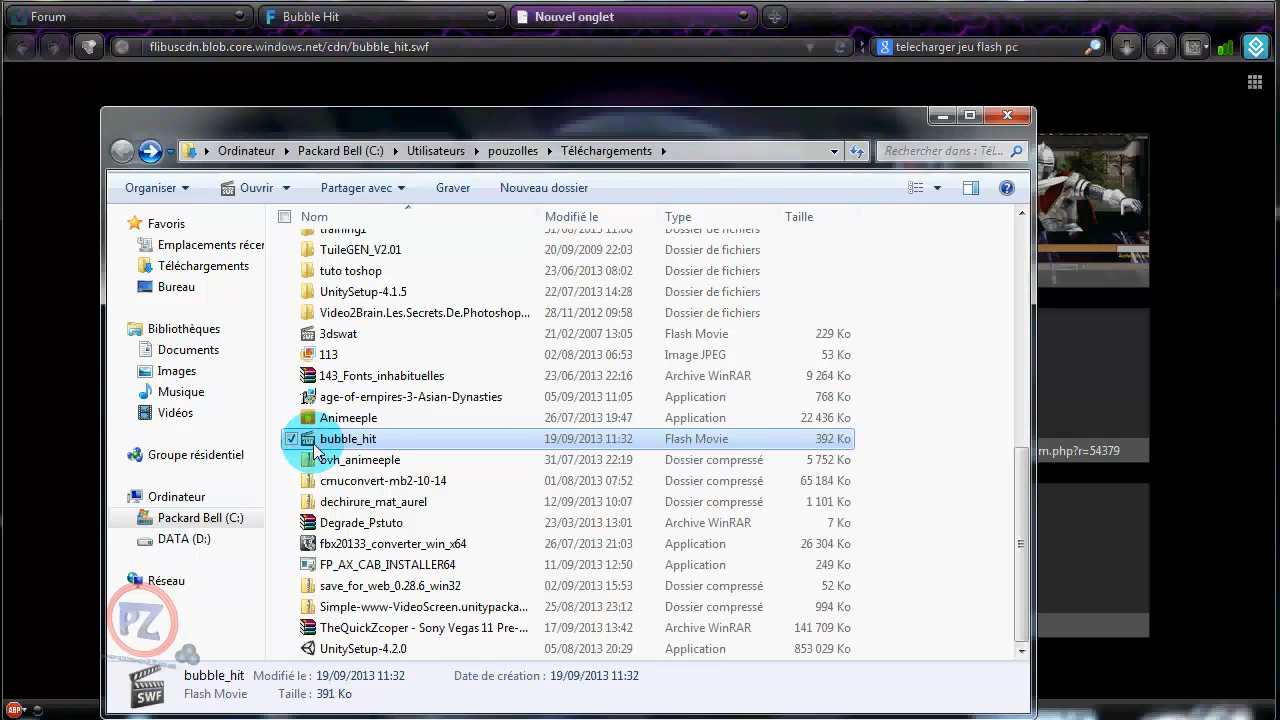 Forum
Bubble Hit
Nouvel onglet
flibuscdn.blob.core.windows.net/cdn/bubble_hit.swf
telecharger jeu flash pc
Ordinateur Packard Bell (C:) Utilisateurs pouzolles Téléchargements
Rechercher dans : Tél...
Organiser Ouvrir Partager avec Graver Nouveau dossier
Nom Modifié le Type Taille
training1 31/08/2013 11:06 Dossier de fichiers
TuileGEN_V2.01 20/09/2009 22:03 Dossier de fichiers
tuto toshop 23/06/2013 08:02 Dossier de fichiers
UnitySetup-4.1.5 22/07/2013 14:28 Dossier de fichiers
Video2Brain.Les.Secrets.De.Photoshop... 28/11/2012 09:58 Dossier de fichiers
3dswat 21/02/2007 13:05 Flash Movie 229 Ko
113 02/08/2013 06:53 Image JPEG 53 Ko
143_Fonts_inhabituelles 23/06/2013 22:16 Archive WinRAR 9 264 Ko
age-of-empires-3-Asian-Dynasties 05/09/2013 11:05 Application 768 Ko
Animeeple 26/07/2013 19:47 Application 22 436 Ko
bubble_hit 19/09/2013 11:32 Flash Movie 392 Ko
bvh_animeeple 31/07/2013 22:19 Dossier compressé 5 752 Ko
cmuconvert-mb2-10-14 01/08/2013 07:52 Dossier compressé 65 184 Ko
dechirure_mat_aurel 12/09/2013 10:07 Dossier compressé 1 101 Ko
Degrade_Pstuto 23/03/2013 13:01 Archive WinRAR 7 Ko
fbx20133_converter_win_x64 26/07/2013 21:03 Application 26 304 Ko
FP_AX_CAB_INSTALLER64 11/09/2013 12:50 Application 249 Ko
save_for_web_0.28.6_win32 02/09/2013 15:53 Dossier compressé 52 Ko
Simple-www-VideoScreen.unitypacka... 25/08/2013 23:12 Dossier compressé 994 Ko
TheQuickZcoper - Sony Vegas 11 Pre-... 17/09/2013 13:42 Archive WinRAR 141 709 Ko
UnitySetup-4.2.0 05/08/2013 20:29 Application 853 029 Ko
Favoris
Emplacements récen
Téléchargements
Bureau
Bibliothèques
Documents
Images
Musique
Vidéos
Groupe résidentiel
Ordinateur
Packard Bell (C:)
DATA (D:)
Réseau
PZ
SWF
bubble_hit Modifié le : 19/09/2013 11:32 Date de création : 19/09/2013 11:32
Flash Movie Taille : 391 Ko
rn.php?r=54379
ABP